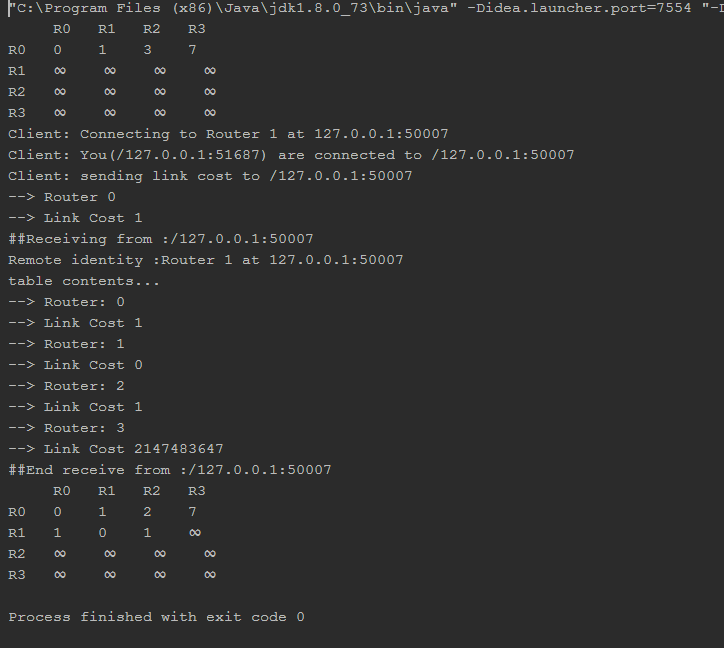 "C:\Program Files (x86)\Java\jdk1.8.0_73\bin\java" -Didea.launcher.port=7554 "-D
R0 R1 R2 R3
R0 0 1 3 7
R1 ∞ ∞ ∞ ∞
R2 ∞ ∞ ∞ ∞
R3 ∞ ∞ ∞ ∞
Client: Connecting to Router 1 at 127.0.0.1:50007
Client: You(/127.0.0.1:51687) are connected to /127.0.0.1:50007
Client: sending link cost to /127.0.0.1:50007
--> Router 0
--> Link Cost 1
##Receiving from :/127.0.0.1:50007
Remote identity :Router 1 at 127.0.0.1:50007
table contents...
--> Router: 0
--> Link Cost 1
--> Router: 1
--> Link Cost 0
--> Router: 2
--> Link Cost 1
--> Router: 3
--> Link Cost 2147483647
##End receive from :/127.0.0.1:50007
R0 R1 R2 R3
R0 0 1 2 7
R1 1 0 1 ∞
R2 ∞ ∞ ∞ ∞
R3 ∞ ∞ ∞ ∞
Process finished with exit code 0